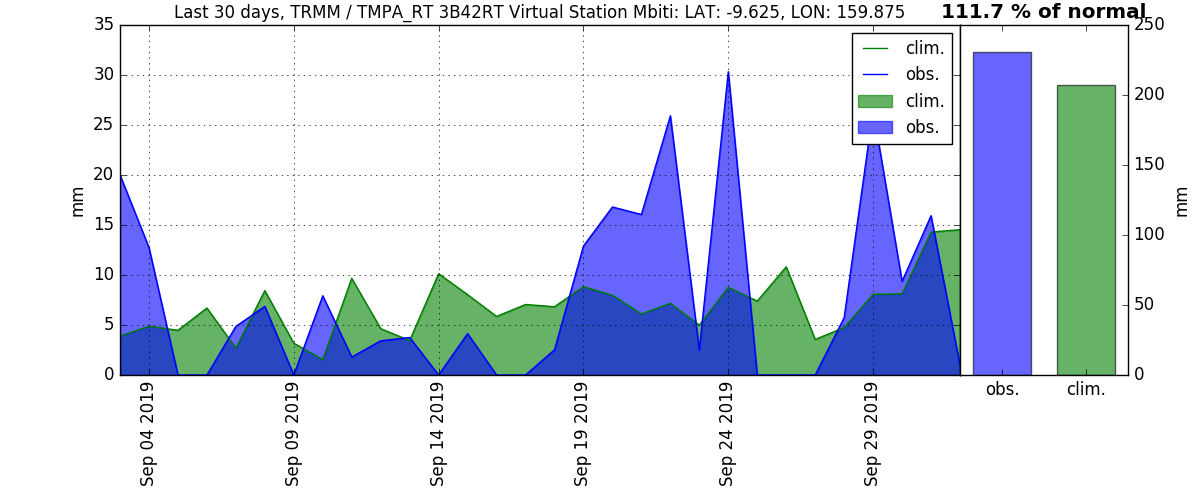 Last 30 days, TRMM / TMPA_RT 3B42RT Virtual Station Mbiti: LAT: -9.625, LON: 159.875
111.7 % of normal
35
30
25
20
15
10
5
0
mm
clim.
obs.
clim.
obs.
Sep 04 2019
Sep 09 2019
Sep 14 2019
Sep 19 2019
Sep 24 2019
Sep 29 2019
250
200
150
100
50
0
mm
obs. clim.